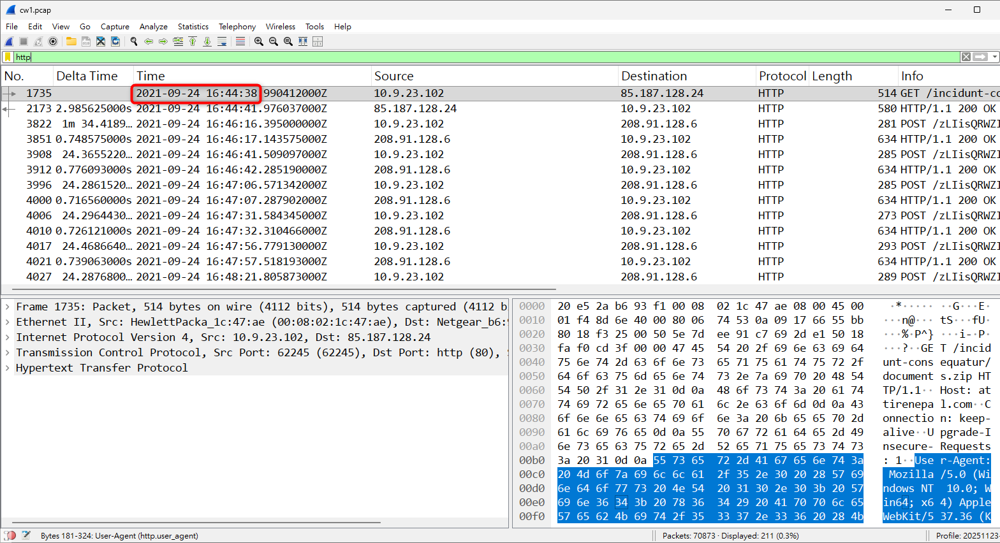 cw1.pcap
File Edit View Go Capture Analyze Statistics Telephony Wireless Tools Help
http
No. Delta Time Time Source Destination Protocol Length Info
1735 2021-09-24 16:44:38.990412000Z 10.9.23.102 85.187.128.24 HTTP 514 GET /incidunt-co
2173 2.985625000s 2021-09-24 16:44:41.976037000Z 85.187.128.24 10.9.23.102 HTTP 580 HTTP/1.1 200 OK
3822 1m 34.4189… 2021-09-24 16:46:16.395000000Z 10.9.23.102 208.91.128.6 HTTP 281 POST /zLIisQRWZI
3851 0.748575000s 2021-09-24 16:46:17.143575000Z 208.91.128.6 10.9.23.102 HTTP 634 HTTP/1.1 200 OK
3908 24.3655220… 2021-09-24 16:46:41.509097000Z 10.9.23.102 208.91.128.6 HTTP 285 POST /zLIisQRWZI
3912 0.776093000s 2021-09-24 16:46:42.285190000Z 208.91.128.6 10.9.23.102 HTTP 634 HTTP/1.1 200 OK
3996 24.2861520… 2021-09-24 16:47:06.571342000Z 10.9.23.102 208.91.128.6 HTTP 285 POST /zLIisQRWZI
4000 0.716560000s 2021-09-24 16:47:07.287902000Z 208.91.128.6 10.9.23.102 HTTP 634 HTTP/1.1 200 OK
4006 24.2964430… 2021-09-24 16:47:31.584345000Z 10.9.23.102 208.91.128.6 HTTP 273 POST /zLIisQRWZI
4010 0.726121000s 2021-09-24 16:47:32.310466000Z 208.91.128.6 10.9.23.102 HTTP 634 HTTP/1.1 200 OK
4017 24.4686640… 2021-09-24 16:47:56.779130000Z 10.9.23.102 208.91.128.6 HTTP 293 POST /zLIisQRWZI
4021 0.739063000s 2021-09-24 16:47:57.518193000Z 208.91.128.6 10.9.23.102 HTTP 634 HTTP/1.1 200 OK
4027 24.2876800… 2021-09-24 16:48:21.805873000Z 10.9.23.102 208.91.128.6 HTTP 289 POST /zLIisQRWZI
Frame 1735: Packet, 514 bytes on wire (4112 bits), 514 bytes captured (4112 b
Ethernet II, Src: HewlettPacka_1c:47:ae (00:08:02:1c:47:ae), Dst: Netgear_b6:9
Internet Protocol Version 4, Src: 10.9.23.102, Dst: 85.187.128.24
Transmission Control Protocol, Src Port: 62245 (62245), Dst Port: http (80), S
Hypertext Transfer Protocol
0000 20 e5 2a b6 93 f1 00 08 02 1c 47 ae 08 00 45 00 ·*····· ··G···E·
0010 01 f4 8d 6e 40 00 80 06 74 53 0a 09 17 66 55 bb ···n@··· tS···fU·
0020 80 18 f3 25 00 50 5e 7d ee 91 c7 69 2d e1 50 18 ···%·P^} ···i-·P·
0030 fa f0 cd 3f 00 00 47 45 54 20 2f 69 6e 63 69 64 ···?··GE T /incid
0040 75 6e 74 2d 63 6f 6e 73 65 71 75 61 74 75 72 2f unt-cons equatur/
0050 64 6f 63 75 6d 65 6e 74 73 2e 7a 69 70 20 48 54 document s.zip HT
0060 54 50 2f 31 2e 31 0d 0a 48 6f 73 74 3a 20 61 74 TP/1.1·· Host: at
0070 74 69 72 65 6e 65 70 61 6c 2e 63 6f 6d 0d 0a 43 tirenepa l.com··C
0080 6f 6e 6e 65 63 74 69 6f 6e 3a 20 6b 65 65 70 2d onnectio n: keep-
0090 61 6c 69 76 65 0d 0a 55 70 67 72 61 64 65 2d 49 alive··U pgrade-I
00a0 6e 73 65 63 75 72 65 2d 52 65 71 75 65 73 74 73 nsecure- Requests
00b0 3a 20 31 0d 0a 55 73 65 72 2d 41 67 65 6e 74 3a : 1··Use r-Agent:
00c0 20 4d 6f 7a 69 6c 6c 61 2f 35 2e 30 20 28 57 69 Mozilla /5.0 (Wi
00d0 6e 64 6f 77 73 20 4e 54 20 31 30 2e 30 3b 20 57 ndows NT 10.0; W
00e0 69 6e 36 34 3b 20 78 36 34 29 20 41 70 70 6c 65 in64; x6 4) Apple
00f0 57 65 62 4b 69 74 2f 35 33 37 2e 33 36 20 28 4b WebKit/5 37.36 (K
Bytes 181-324: User-Agent (http.user_agent) Packets: 70873 · Displayed: 211 (0.3%) Profile: 20251123-